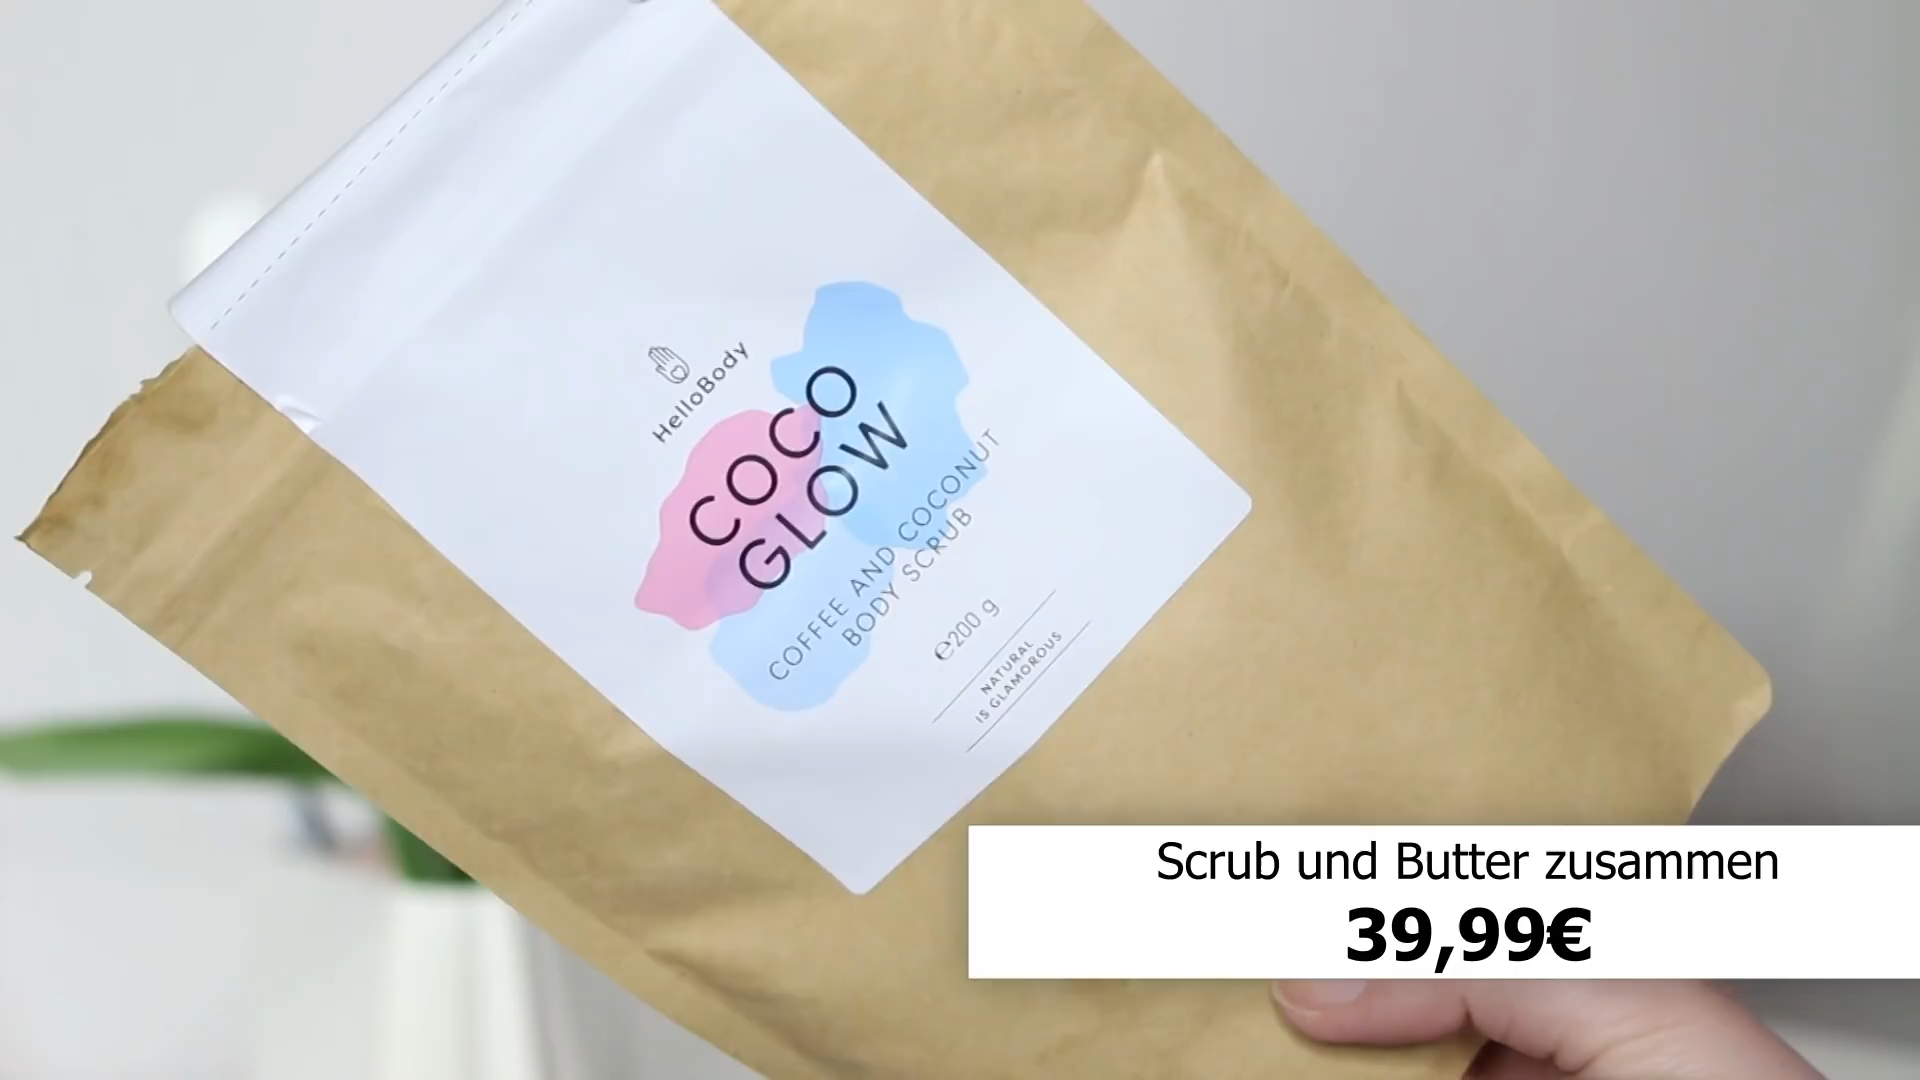 HelloBody
COCO
GLOW
COFFEE AND COCONUT
BODY SCRUB
℮200 g
NATURAL
IS GLAMOROUS
Scrub und Butter zusammen
39,99€